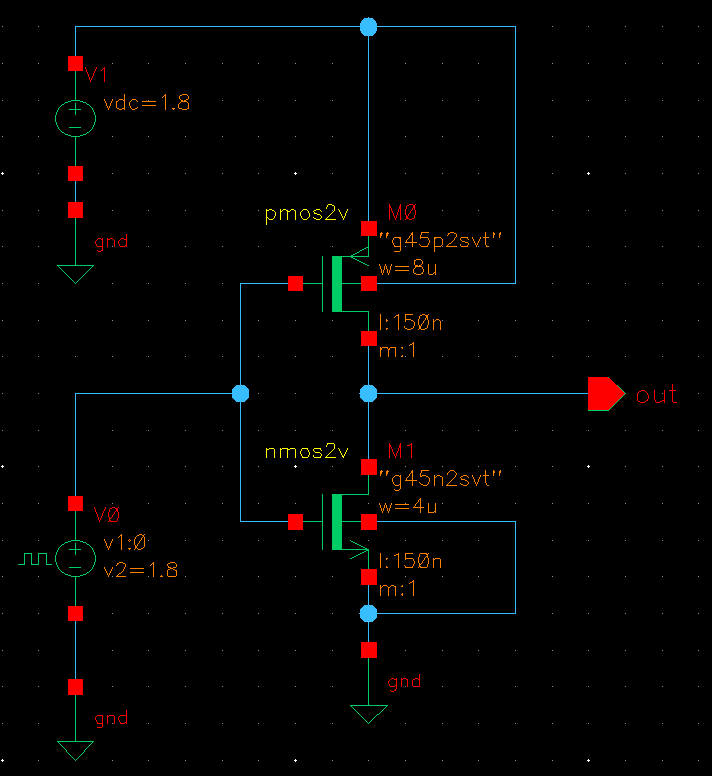 V1
vdc=1.8
gnd
pmos2v
M0
"g45p2svt"
w=8u
l:150n
m:1
out
nmos2v
M1
"g45n2svt"
w=4u
l:150n
m:1
gnd
V0
v1:0
v2=1.8
gnd